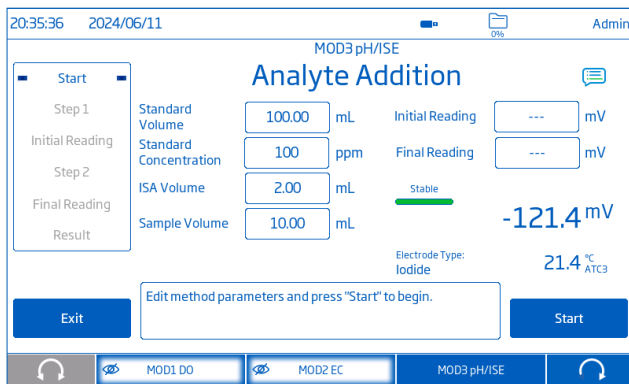 20:35:36 2024/06/11 0% Admin
MOD3 pH/ISE
Analyte Addition
Start
Step 1
Initial Reading
Step 2
Final Reading
Result
Standard
Volume
100.00 mL
Standard
Concentration
100 ppm
ISA Volume
2.00 mL
Sample Volume
10.00 mL
Initial Reading
--- mV
Final Reading
--- mV
Stable
-121.4 mV
Electrode Type:
Iodide
21.4 °C
ATC3
Exit
Edit method parameters and press "Start" to begin.
Start
MOD1 DO
MOD2 EC
MOD3 pH/ISE